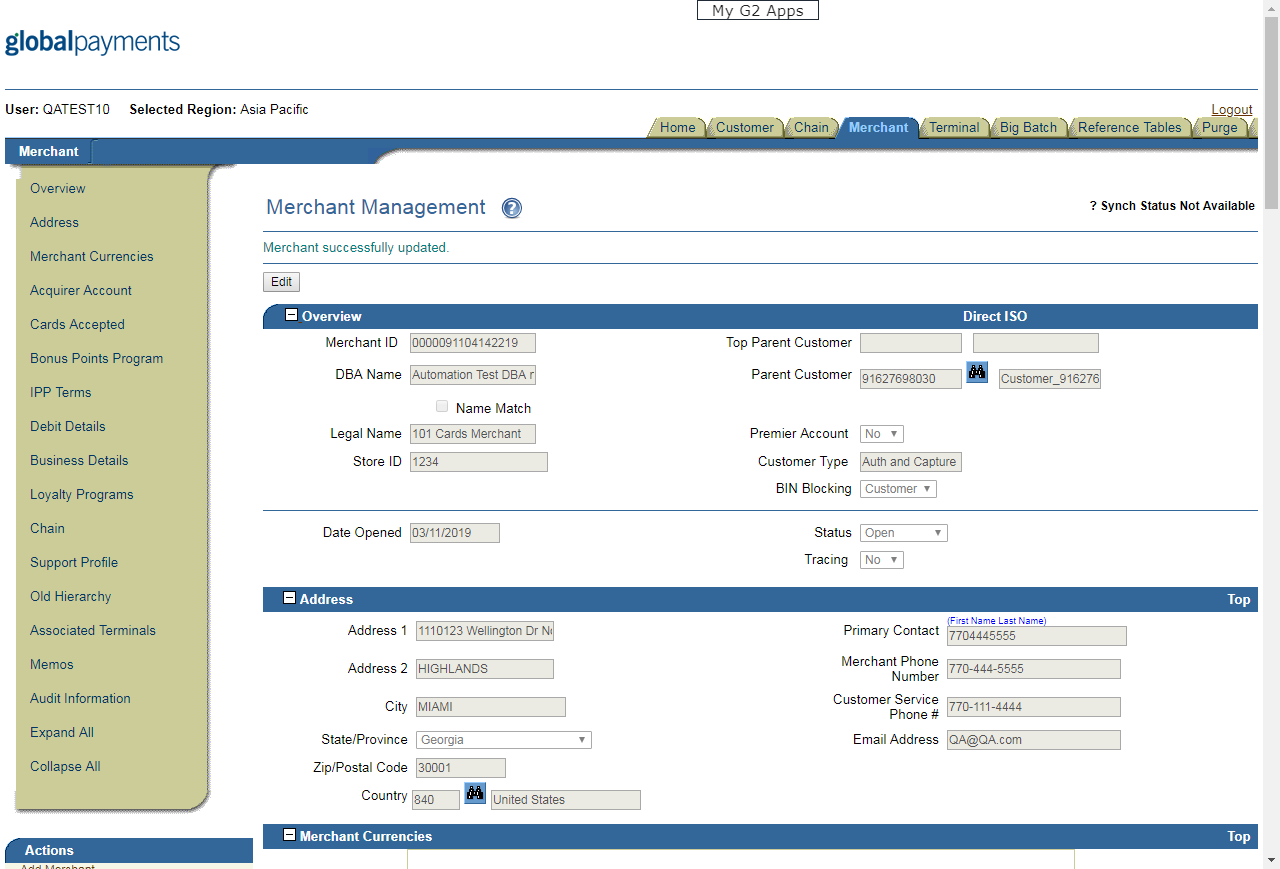 My G2 Apps
globalpayments
User: QATEST10 Selected Region: Asia Pacific
Logout
Home Customer Chain Merchant Terminal Big Batch Reference Tables Purge
Merchant
Overview
Address
Merchant Currencies
Acquirer Account
Cards Accepted
Bonus Points Program
IPP Terms
Debit Details
Business Details
Loyalty Programs
Chain
Support Profile
Old Hierarchy
Associated Terminals
Memos
Audit Information
Expand All
Collapse All
Actions
Add Merchant
Merchant Management ?
? Synch Status Not Available
Merchant successfully updated.
Edit
Overview Direct ISO
Merchant ID 0000091104142219 Top Parent Customer
DBA Name Automation Test DBA Parent Customer 91627698030 Customer_916276
Name Match
Legal Name 101 Cards Merchant Premier Account No
Store ID 1234 Customer Type Auth and Capture
BIN Blocking Customer
Date Opened 03/11/2019 Status Open
Tracing No
Address Top
(First Name Last Name)
Address 1 1110123 Wellington Dr Primary Contact 7704445555
Address 2 HIGHLANDS Merchant Phone Number 770-444-5555
City MIAMI Customer Service Phone # 770-111-4444
State/Province Georgia Email Address QA@QA.com
Zip/Postal Code 30001
Country 840 United States
Merchant Currencies Top